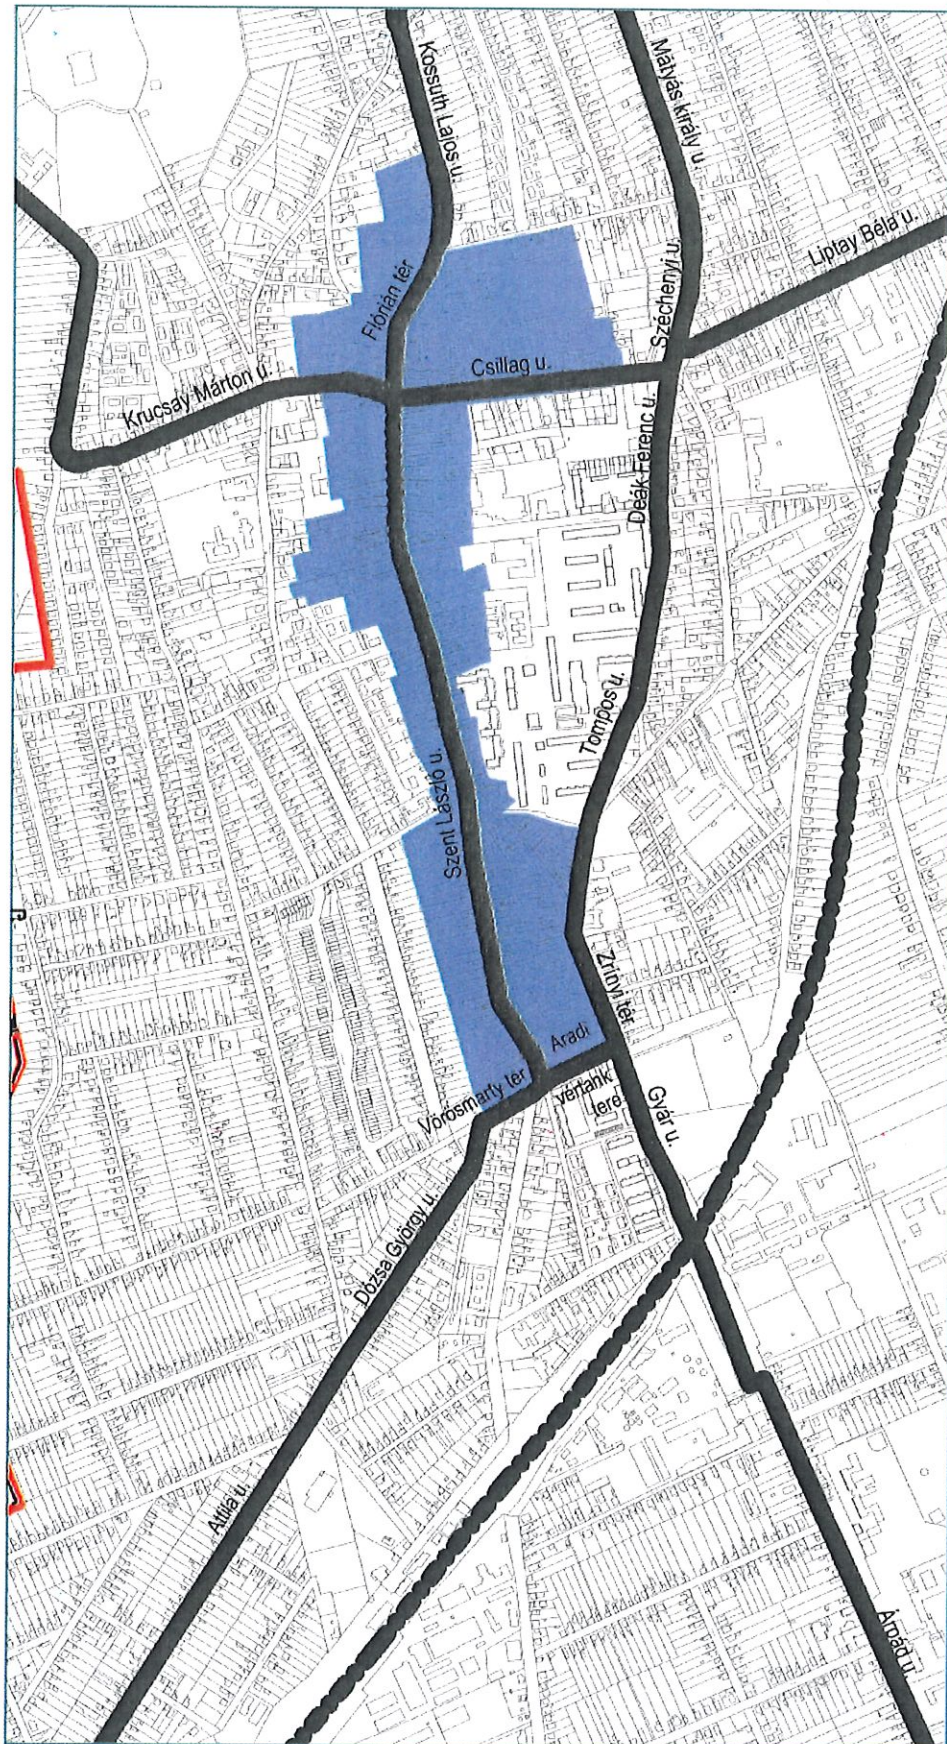 Kossuth Lajos u.
Mátyás király u.
Liptay Béla u.
Flórián tér
Széchenyi u.
Csillag u.
Krucsay Márton u.
Deák Ferenc u.
Tompos u.
Szent László u.
Zrínyi tér
Aradi
vértank
tere
Vörösmarty tér
Gyár u.
Dózsa György u.
Attila u.
Árpád u.